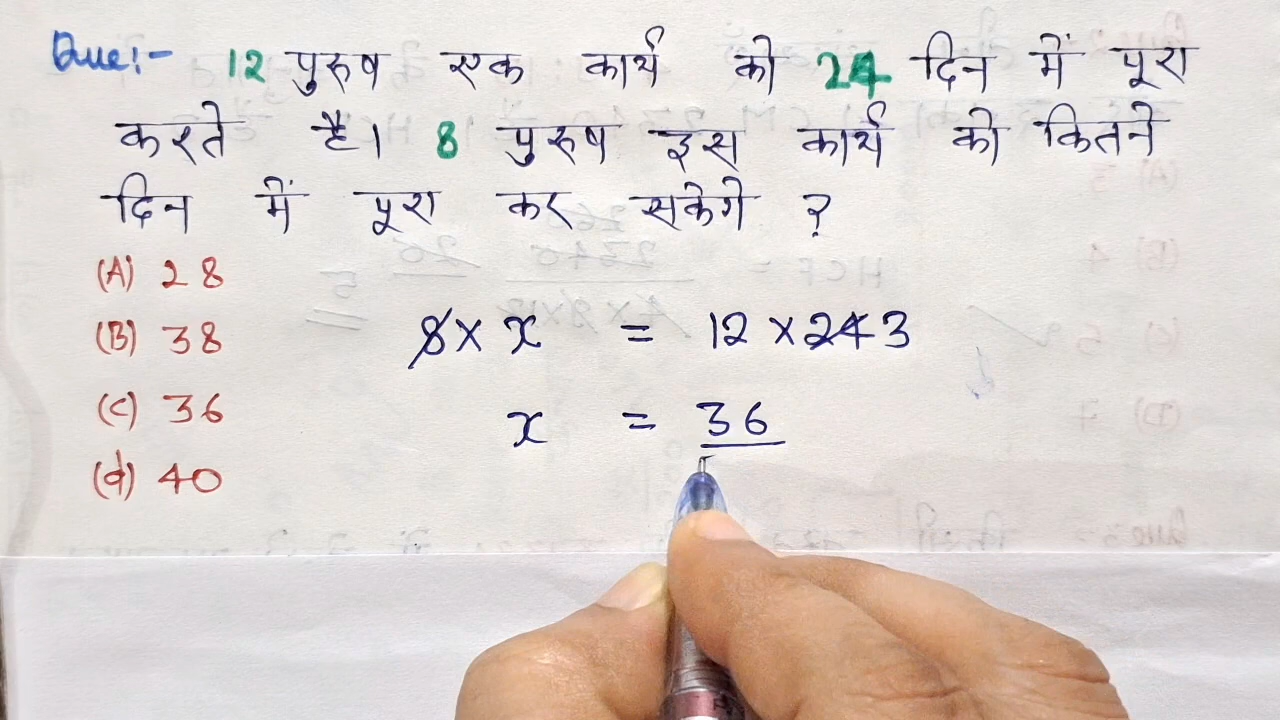 Que:- 12 पुरुष एक कार्य को 24 दिन में पूरा
करते है। 8 पुरुष इस कार्य को कितने
दिन में पूरा कर सकेगे ?
(A) 28
(B) 38
(C) 36
(d) 40
8 × x = 12 × 24 3
x = 36